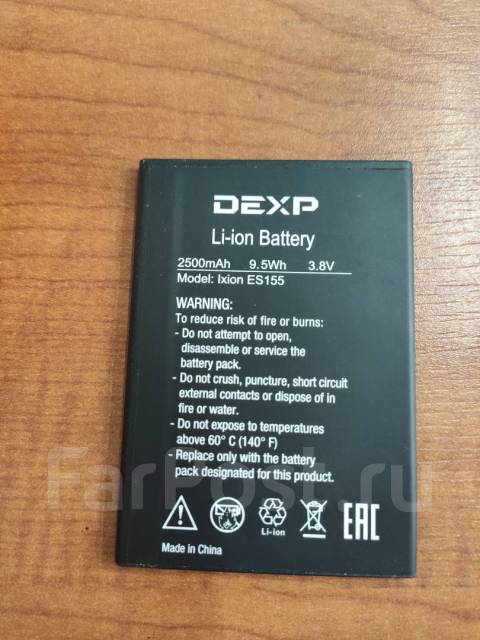 DEXP
Li-ion Battery
2500mAh 9.5Wh 3.8V
Model: Ixion ES155
WARNING:
To reduce risk of fire or burns:
- Do not attempt to open,
disassemble or service the
battery pack.
- Do not crush, puncture, short circuit
external contacts or dispose of in
fire or water.
- Do not expose to temperatures
above 60° C (140° F)
- Replace only with the battery
pack designated for this product.
Li-ion
EAC
Made in China
FarPost.ru